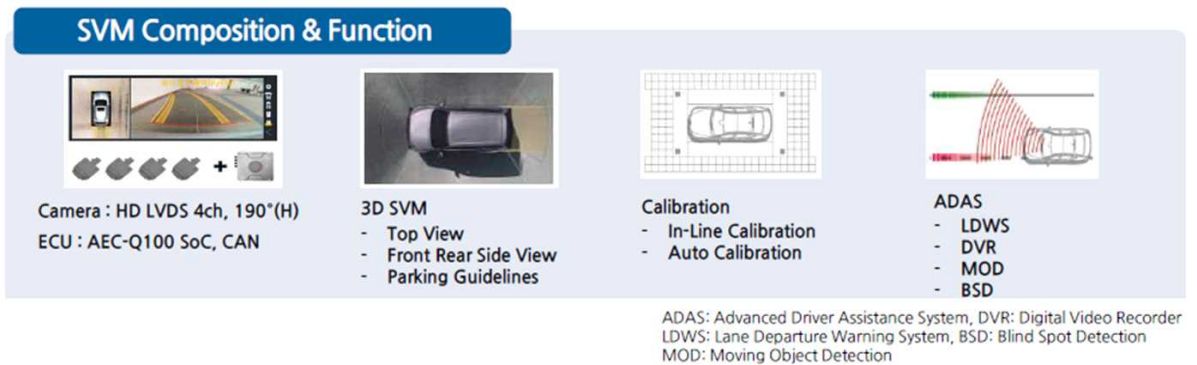 SVM Composition & Function
Camera : HD LVDS 4ch, 190°(H)
ECU : AEC-Q100 SoC, CAN
3D SVM
- Top View
- Front Rear Side View
- Parking Guidelines
Calibration
- In-Line Calibration
- Auto Calibration
ADAS
- LDWS
- DVR
- MOD
- BSD
ADAS: Advanced Driver Assistance System, DVR: Digital Video Recorder
LDWS: Lane Departure Warning System, BSD: Blind Spot Detection
MOD: Moving Object Detection